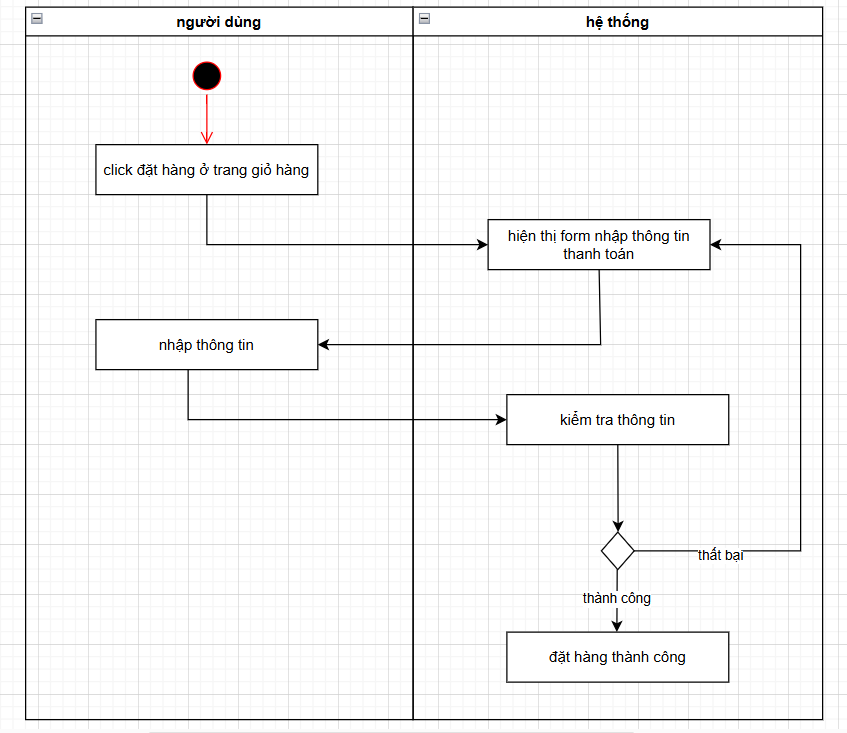 người dùng
hệ thống
click đặt hàng ở trang giỏ hàng
hiện thị form nhập thông tin
thanh toán
nhập thông tin
kiểm tra thông tin
thất bại
thành công
đặt hàng thành công